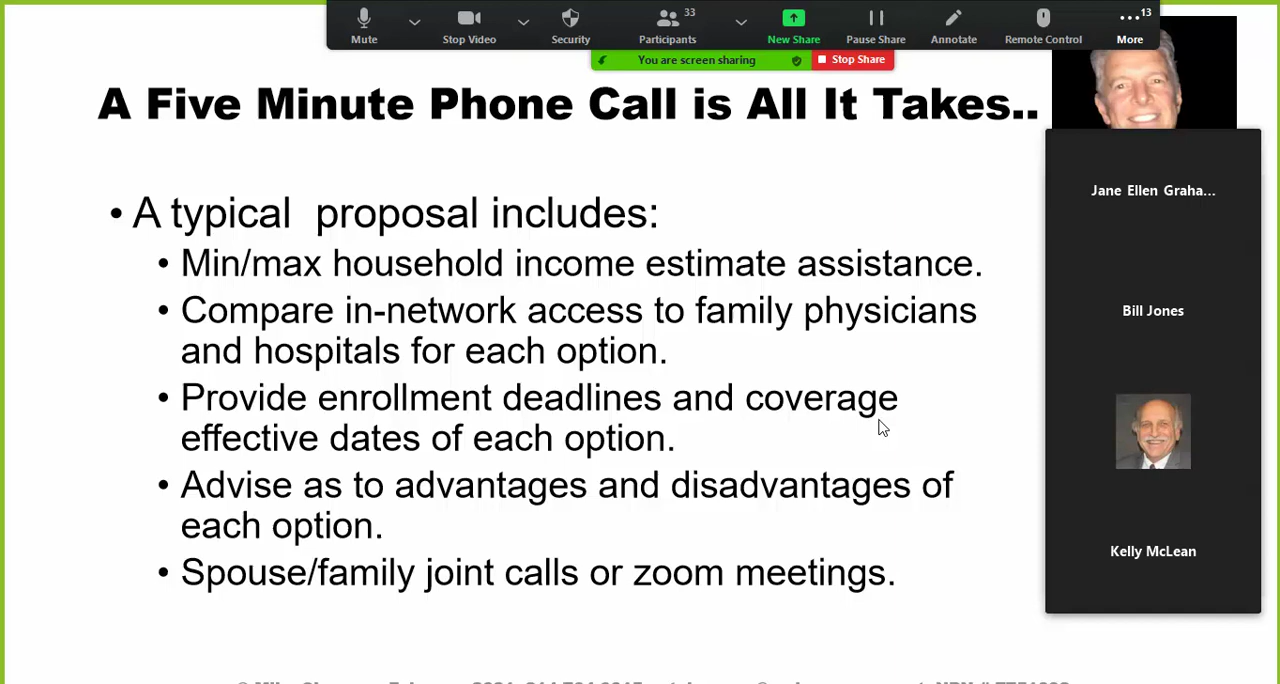 33
13
Mute
Stop Video
Security
Participants
New Share
Pause Share
Annotate
Remote Control
More
You are screen sharing
Stop Share
A Five Minute Phone Call is All It Takes..
• A typical proposal includes:
• Min/max household income estimate assistance.
• Compare in-network access to family physicians
and hospitals for each option.
• Provide enrollment deadlines and coverage
effective dates of each option.
• Advise as to advantages and disadvantages of
each option.
• Spouse/family joint calls or zoom meetings.
Jane Ellen Graha...
Bill Jones
Kelly McLean